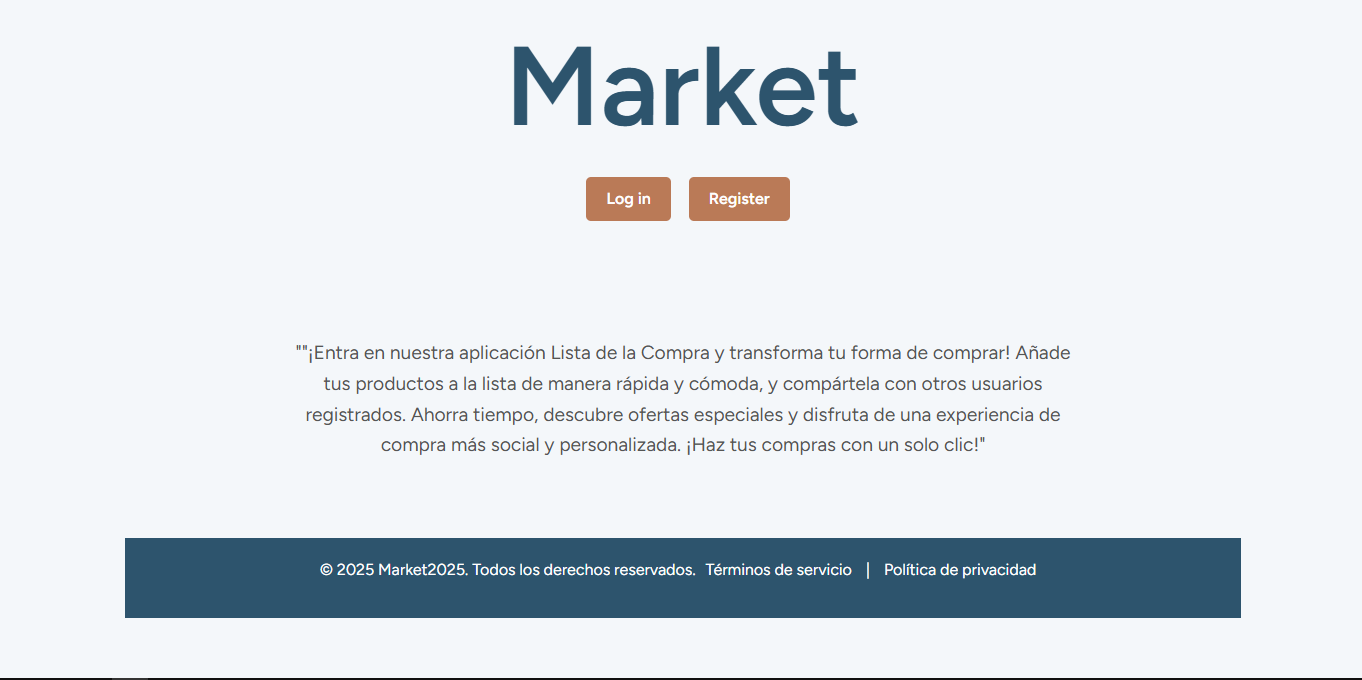 Market
Log in Register
""¡Entra en nuestra aplicación Lista de la Compra y transforma tu forma de comprar! Añade
tus productos a la lista de manera rápida y cómoda, y compártela con otros usuarios
registrados. Ahorra tiempo, descubre ofertas especiales y disfruta de una experiencia de
compra más social y personalizada. ¡Haz tus compras con un solo clic!"
© 2025 Market2025. Todos los derechos reservados. Términos de servicio | Política de privacidad